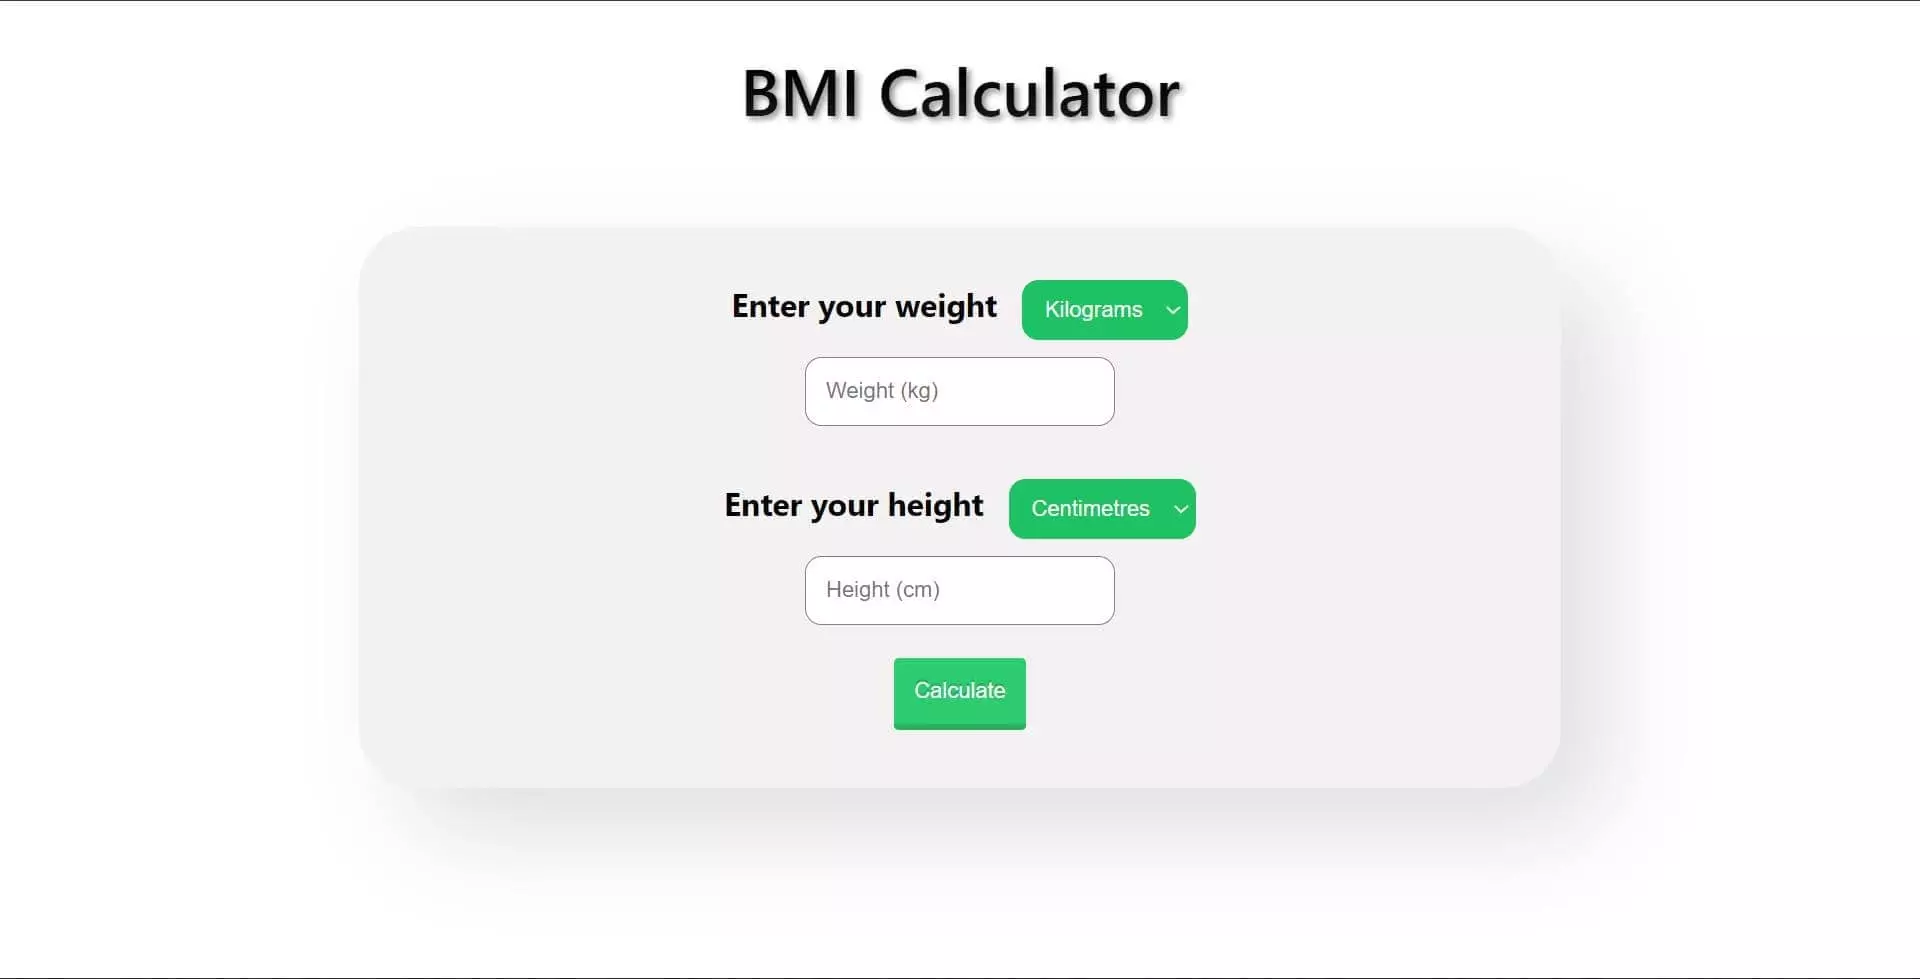 BMI Calculator
Enter your weight Kilograms
Weight (kg)
Enter your height Centimetres
Height (cm)
Calculate